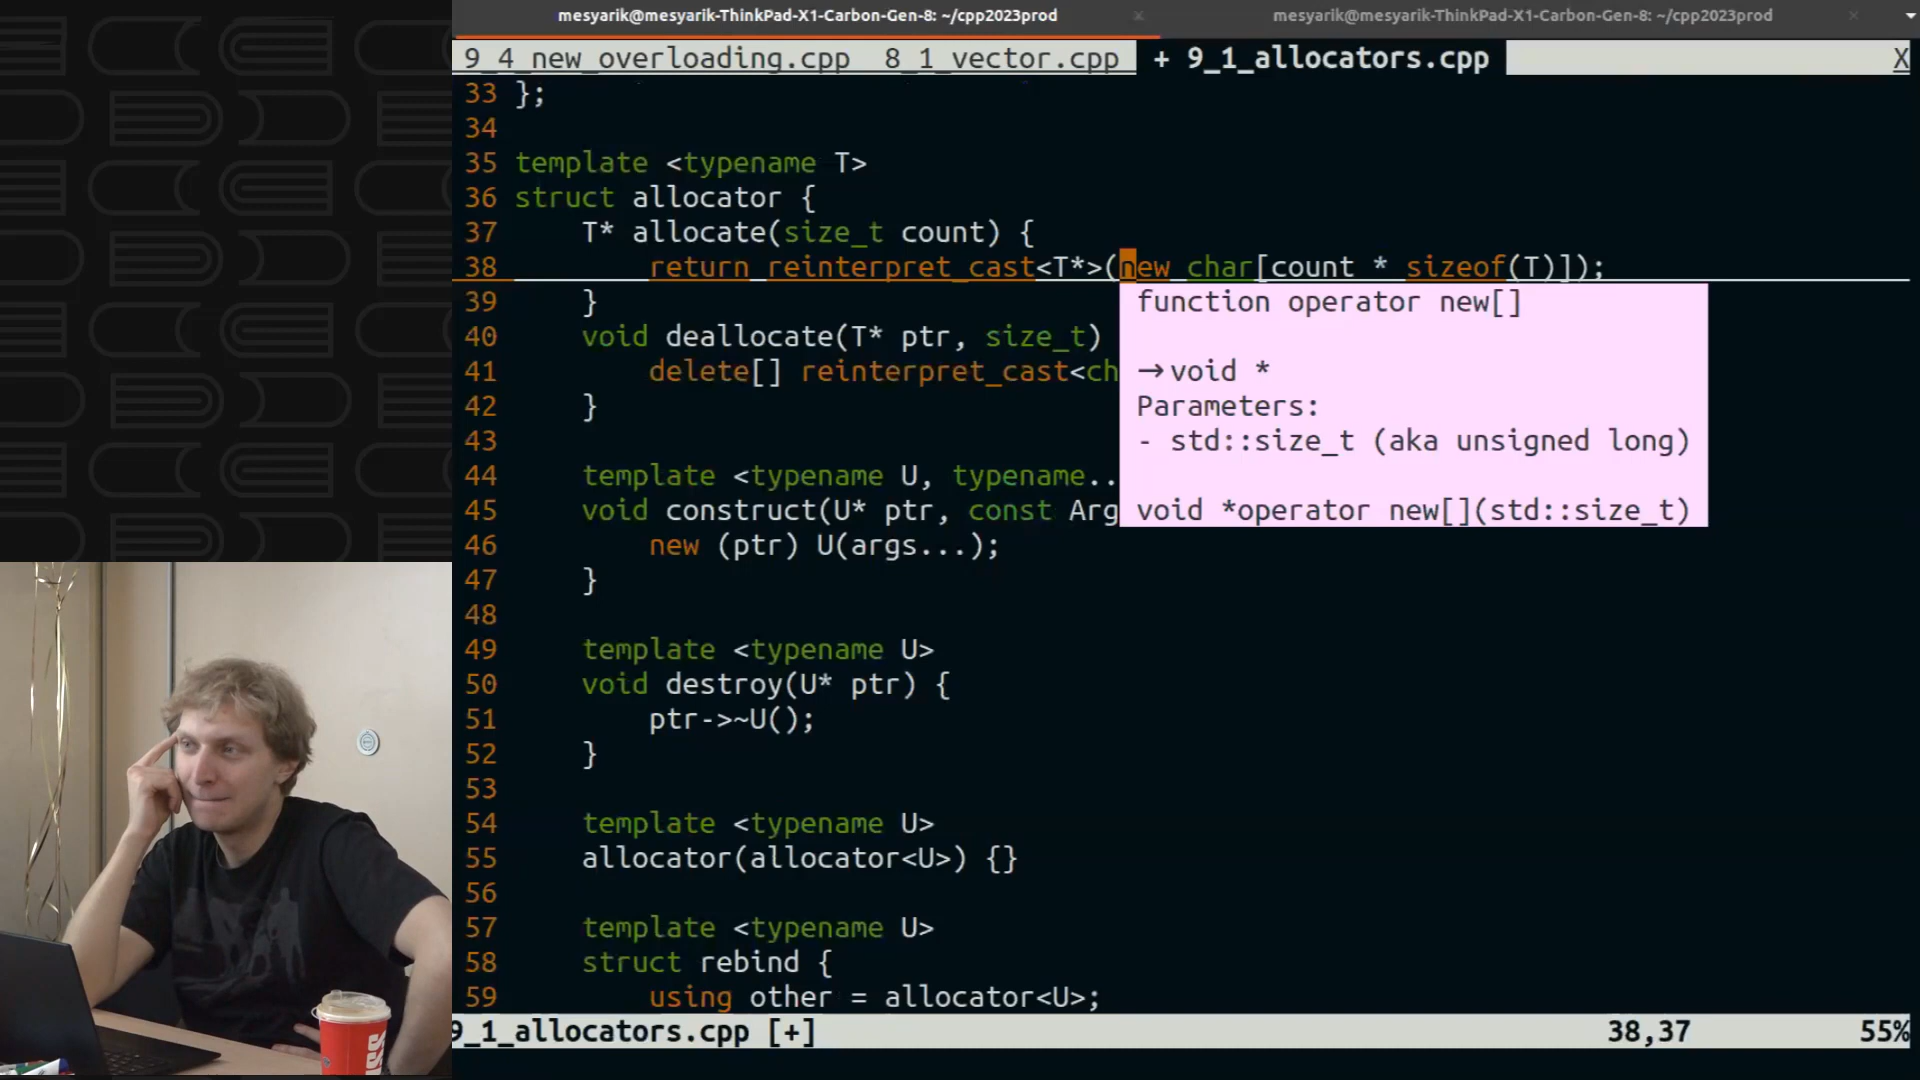 mesyarik@mesyarik-ThinkPad-X1-Carbon-Gen-8: ~/cpp2023prod × mesyarik@mesyarik-ThinkPad-X1-Carbon-Gen-8: ~/cpp2023prod ×
9_4_new_overloading.cpp 8_1_vector.cpp + 9_1_allocators.cpp X
33 };
34
35 template <typename T>
36 struct allocator {
37 T* allocate(size_t count) {
38 return reinterpret_cast<T*>(new char[count * sizeof(T)]);
39 }
40 void deallocate(T* ptr, size_t)
41 delete[] reinterpret_cast<ch
42 }
43
44 template <typename U, typename..
45 void construct(U* ptr, const Arg
46 new (ptr) U(args...);
47 }
48
49 template <typename U>
50 void destroy(U* ptr) {
51 ptr->~U();
52 }
53
54 template <typename U>
55 allocator(allocator<U>) {}
56
57 template <typename U>
58 struct rebind {
59 using other = allocator<U>;
function operator new[]
→void *
Parameters:
- std::size_t (aka unsigned long)
void *operator new[](std::size_t)
9_1_allocators.cpp [+] 38,37 55%